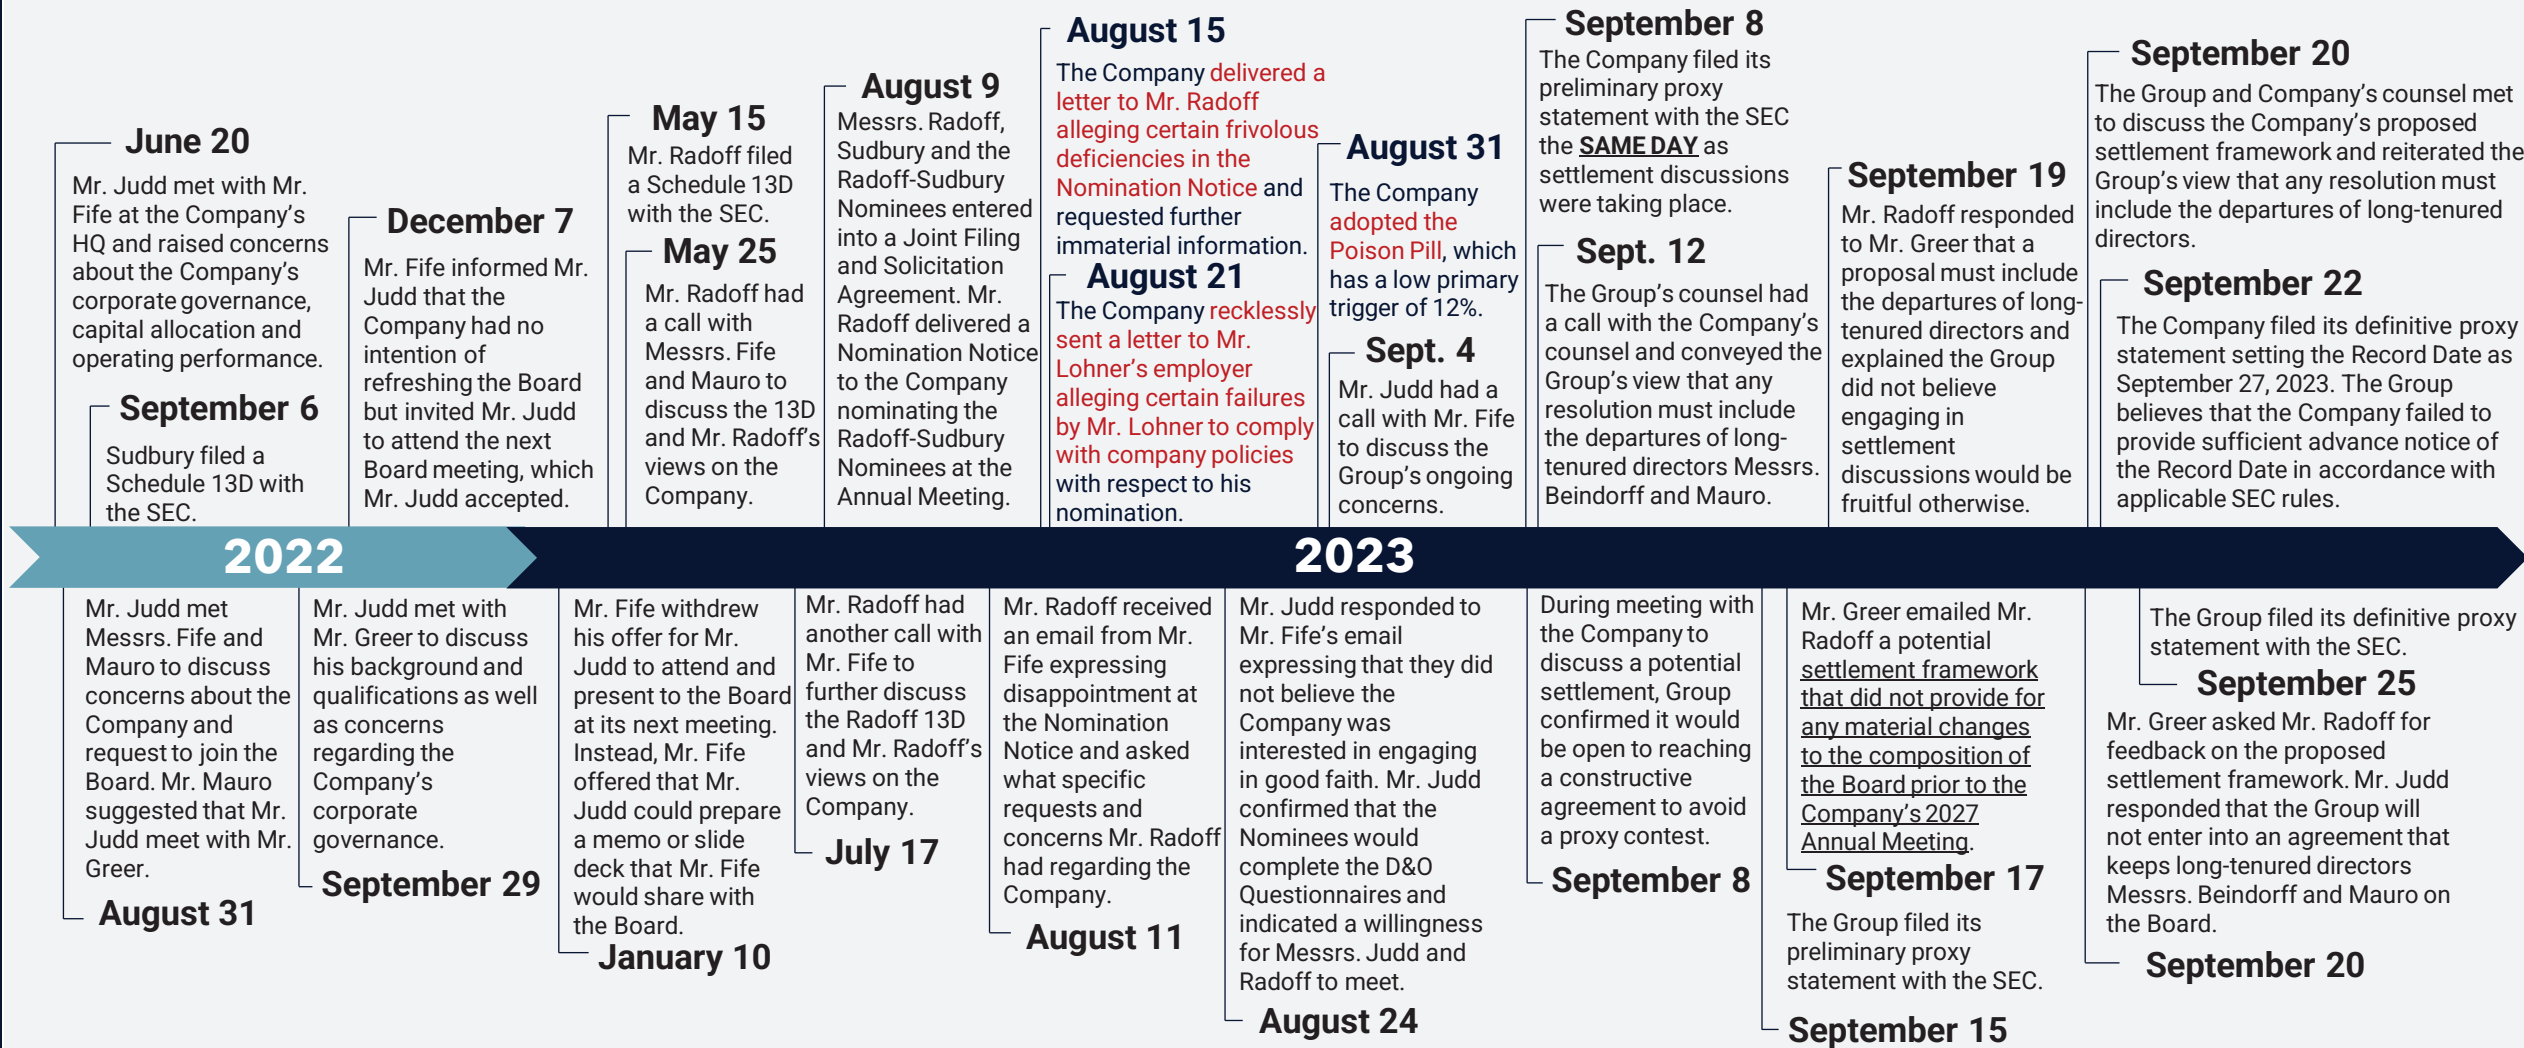 June 20
Mr. Judd met with Mr.
Fife at the Company's
HQ and raised concerns
about the Company's
corporate governance,
capital allocation and
operating performance.
September 6
Sudbury filed a
Schedule 13D with
the SEC.
December 7
Mr. Fife informed Mr.
Judd that the
Company had no
intention of
refreshing the Board
but invited Mr. Judd
to attend the next
Board meeting, which
Mr. Judd accepted.
May 15
Mr. Radoff filed
a Schedule 13D
with the SEC.
May 25
Mr. Radoff had
a call with
Messrs. Fife
and Mauro to
discuss the 13D
and Mr. Radoff's
views on the
Company.
August 9
Messrs. Radoff,
Sudbury and the
Radoff-Sudbury
Nominees entered
into a Joint Filing
and Solicitation
Agreement. Mr.
Radoff delivered a
Nomination Notice
to the Company
nominating the
Radoff-Sudbury
Nominees at the
Annual Meeting.
August 15
The Company delivered a
letter to Mr. Radoff
alleging certain frivolous
deficiencies in the
Nomination Notice and
requested further
immaterial information.
August 21
The Company recklessly
sent a letter to Mr.
Lohner's employer
alleging certain failures
by Mr. Lohner to comply
with company policies
with respect to his
nomination.
August 31
The Company
adopted the
Poison Pill, which
has a low primary
trigger of 12%.
Sept. 4
Mr. Judd had a
call with Mr. Fife
to discuss the
Group's ongoing
concerns.
September 8
The Company filed its
preliminary proxy
statement with the SEC
the SAME DAY as
settlement discussions
were taking place.
Sept. 12
The Group's counsel had
a call with the Company's
counsel and conveyed the
Group's view that any
resolution must include
the departures of long-
tenured directors Messrs.
Beindorff and Mauro.
September 19
Mr. Radoff responded
to Mr. Greer that a
proposal must include
the departures of long-
tenured directors and
explained the Group
did not believe
engaging in
settlement
discussions would be
fruitful otherwise.
September 20
The Group and Company's counsel met
to discuss the Company's proposed
settlement framework and reiterated the
Group's view that any resolution must
include the departures of long-tenured
directors.
September 22
The Company filed its definitive proxy
statement setting the Record Date as
September 27, 2023. The Group
believes that the Company failed to
provide sufficient advance notice of
the Record Date in accordance with
applicable SEC rules.
2022
2023
Mr. Judd met
Messrs. Fife and
Mauro to discuss
concerns about the
Company and
request to join the
Board. Mr. Mauro
suggested that Mr.
Judd meet with Mr.
Greer.
August 31
Mr. Judd met with
Mr. Greer to discuss
his background and
qualifications as well
as concerns
regarding the
Company's
corporate
governance.
September 29
Mr. Fife withdrew
his offer for Mr.
Judd to attend and
present to the Board
at its next meeting.
Instead, Mr. Fife
offered that Mr.
Judd could prepare
a memo or slide
deck that Mr. Fife
would share with
the Board.
January 10
Mr. Radoff had
another call with
Mr. Fife to
further discuss
the Radoff 13D
and Mr. Radoff's
views on the
Company.
July 17
Mr. Radoff received
an email from Mr.
Fife expressing
disappointment at
the Nomination
Notice and asked
what specific
requests and
concerns Mr. Radoff
had regarding the
Company.
August 11
Mr. Judd responded to
Mr. Fife's email
expressing that they did
not believe the
Company was
interested in engaging
in good faith. Mr. Judd
confirmed that the
Nominees would
complete the D&O
Questionnaires and
indicated a willingness
for Messrs. Judd and
Radoff to meet.
August 24
During meeting with
the Company to
discuss a potential
settlement, Group
confirmed it would
be open to reaching
a constructive
agreement to avoid
a proxy contest.
September 8
Mr. Greer emailed Mr.
Radoff a potential
settlement framework
that did not provide for
any material changes
to the composition of
the Board prior to the
Company's 2027
Annual Meeting.
September 17
The Group filed its
preliminary proxy
statement with the SEC.
September 15
The Group filed its definitive proxy
statement with the SEC.
September 25
Mr. Greer asked Mr. Radoff for
feedback on the proposed
settlement framework. Mr. Judd
responded that the Group will
not enter into an agreement that
keeps long-tenured directors
Messrs. Beindorff and Mauro on
the Board.
September 20